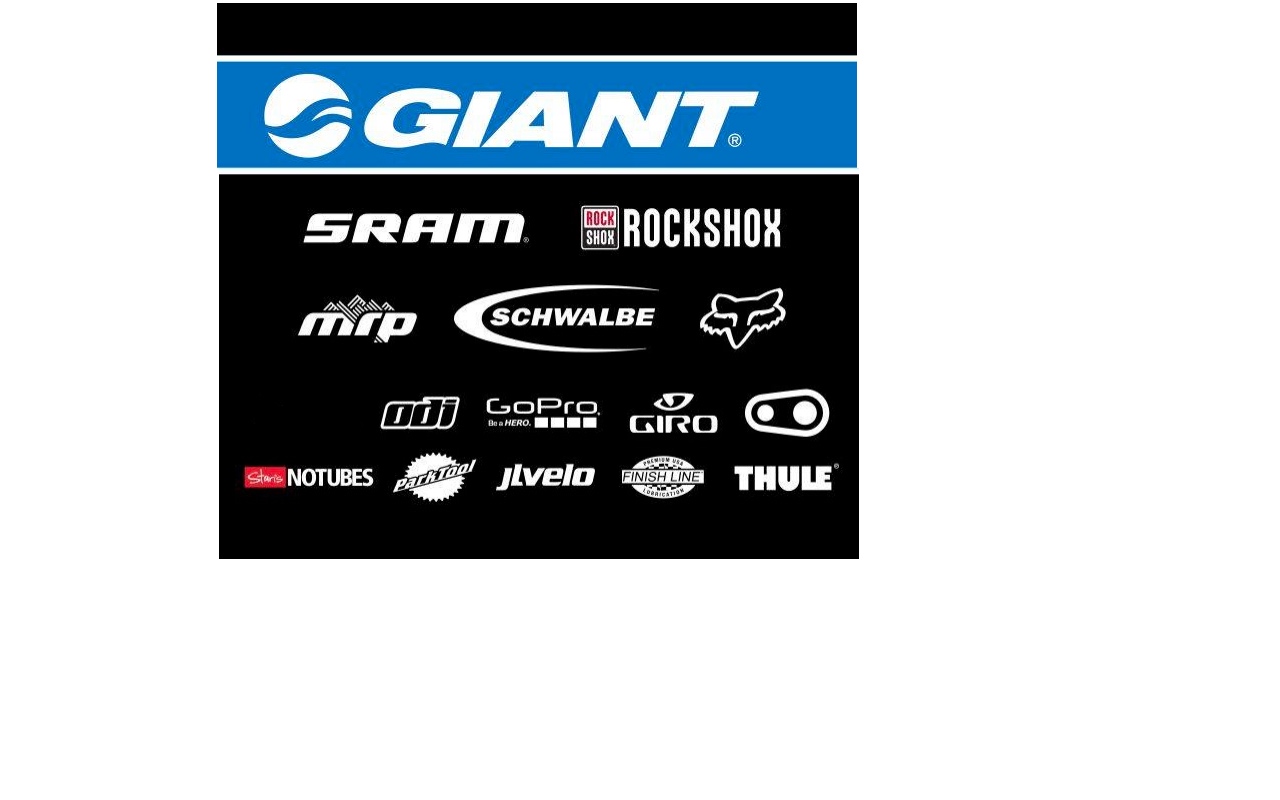 GIANT®
SRAM®
ROCK SHOX ROCKSHOX
mrp
SCHWALBE
odi
GoPro
Be a HERO.
GIRO
Stan's NOTUBES
ParkTool
jlvelo
PREMIUM USA
FINISH LINE
LUBRICATION
THULE®